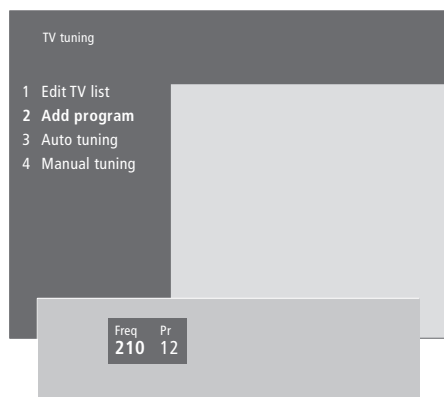 TV tuning
1 Edit TV list
2 Add program
3 Auto tuning
4 Manual tuning
Freq Pr
210 12